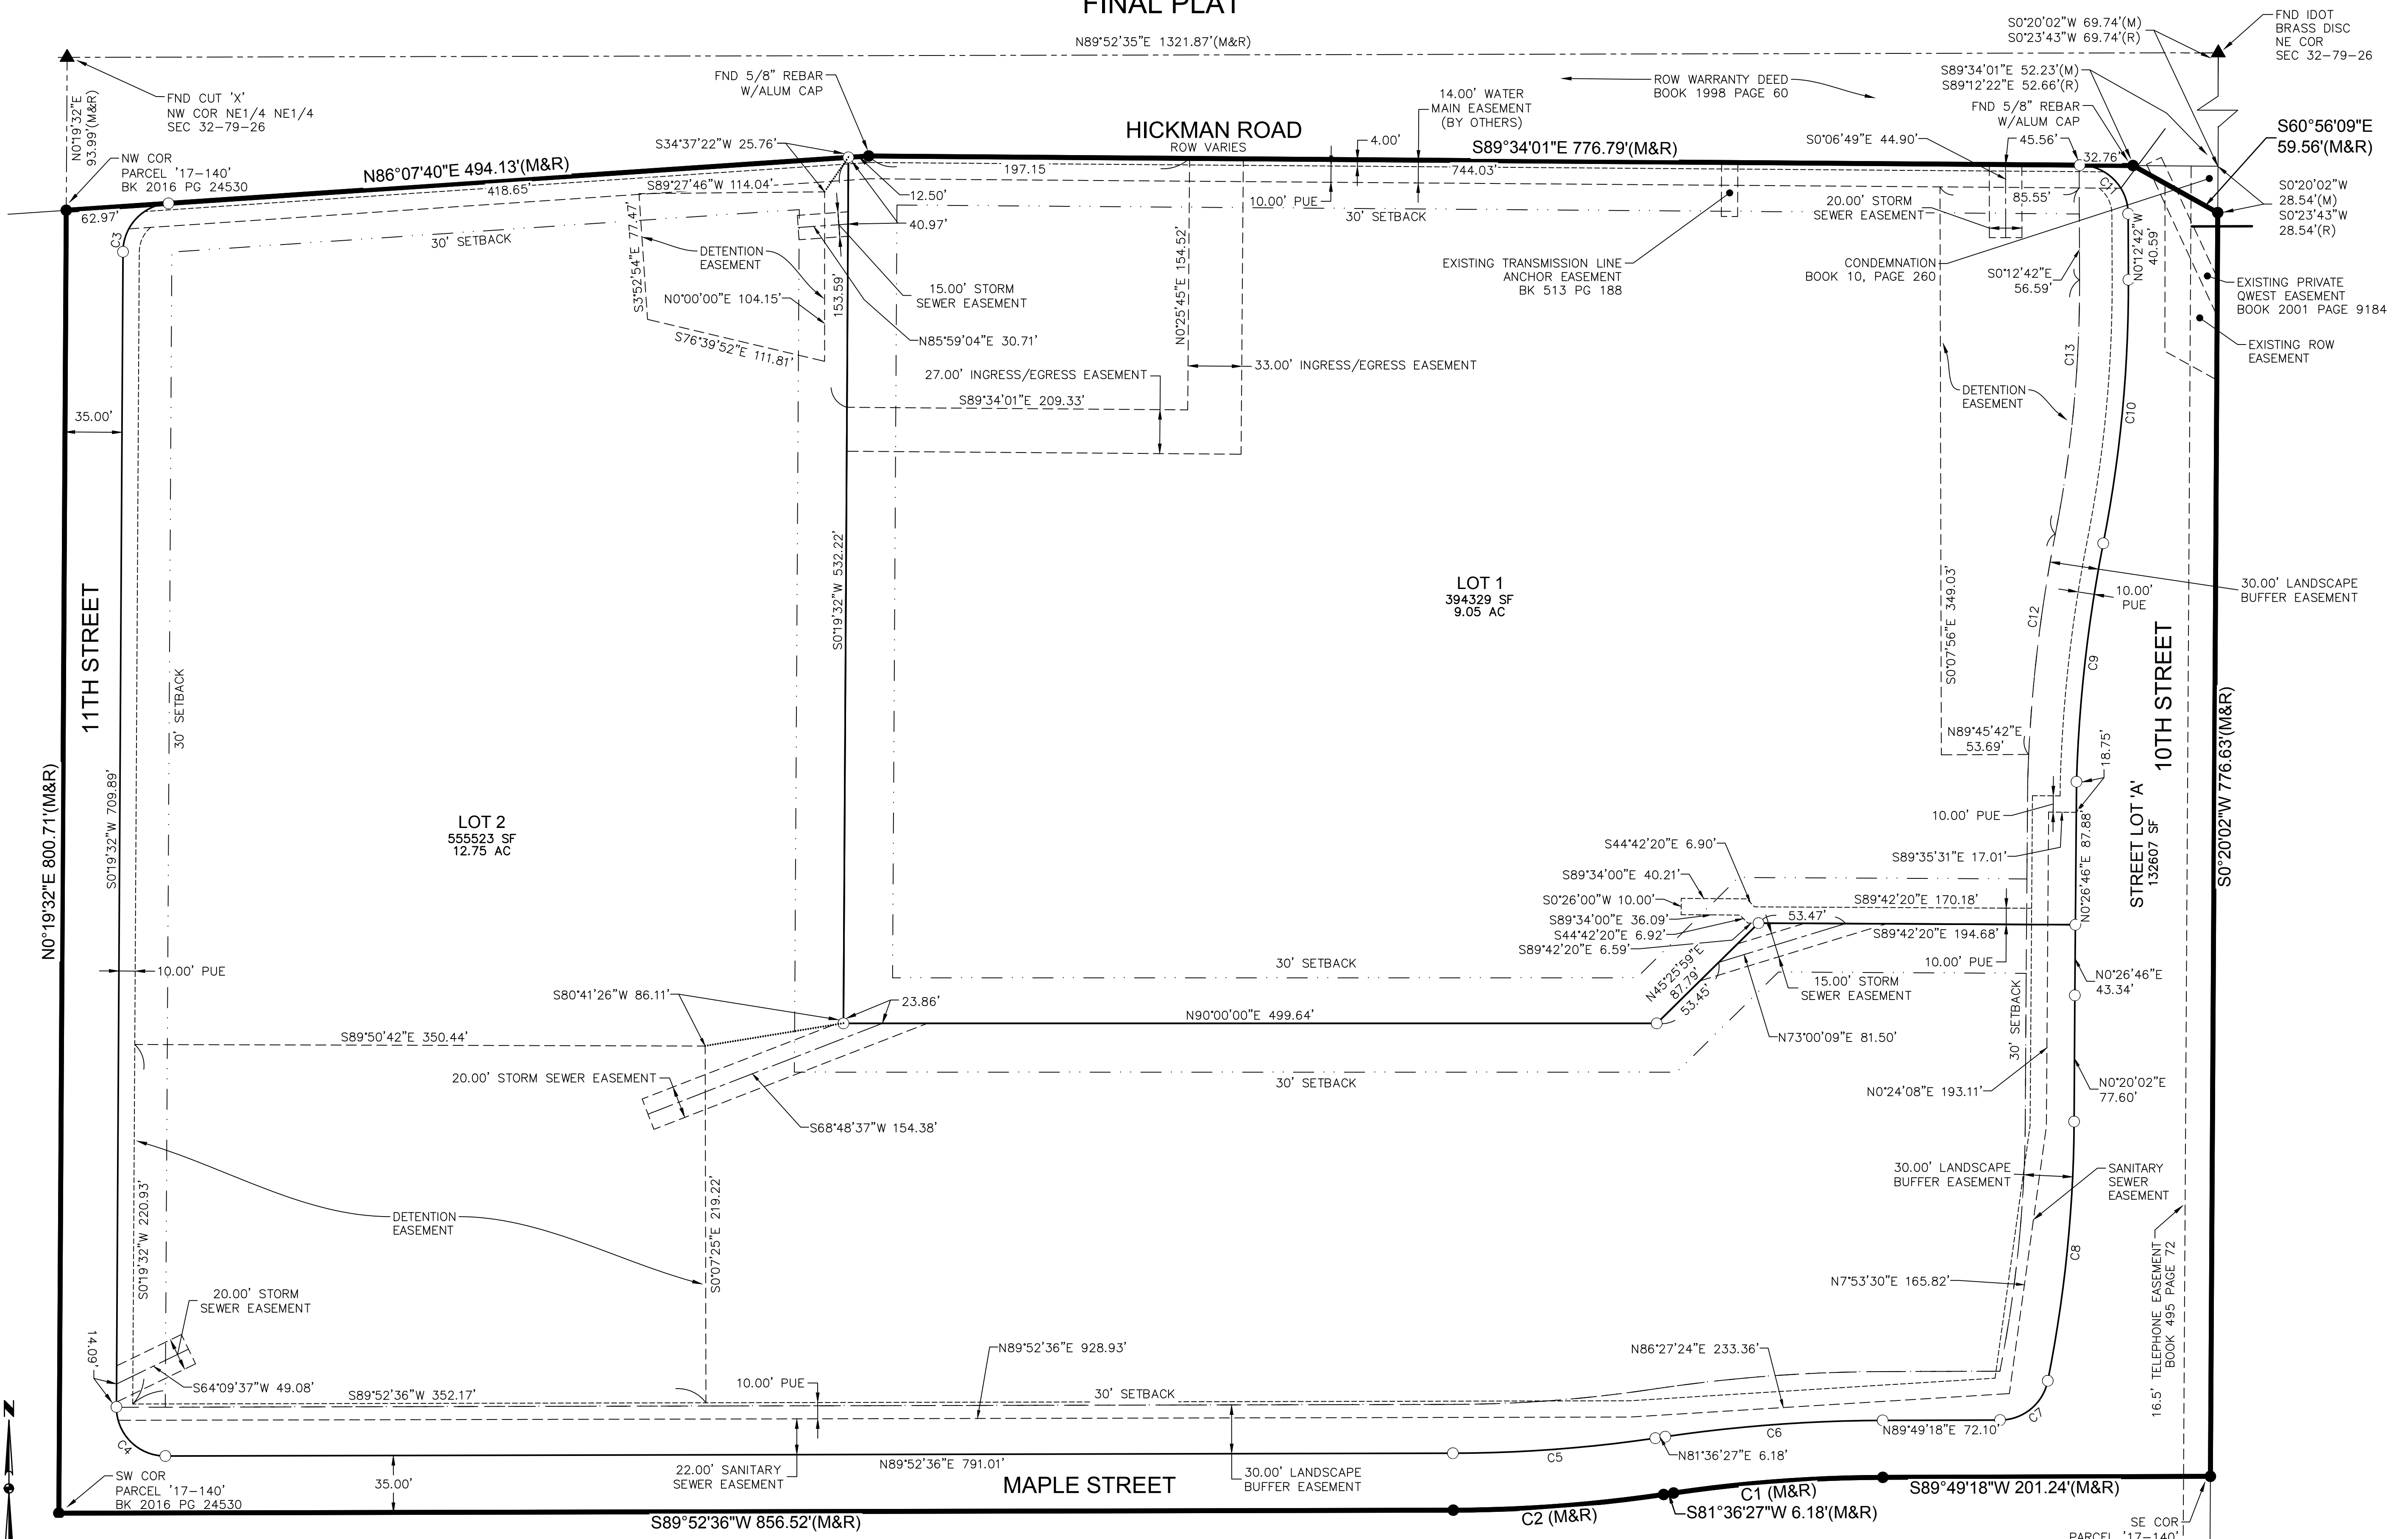 FINAL PLAT
N89°52'35"E 1321.87'(M&R)
S0°20'02"W 69.74'(M)
S0°23'43"W 69.74'(R)
FND IDOT
BRASS DISC
NE COR
SEC 32-79-26
FND 5/8" REBAR
W/ALUM CAP
ROW WARRANTY DEED
BOOK 1998 PAGE 60
S89°34'01"E 52.23'(M)
S89°12'22"E 52.66'(R)
FND 5/8" REBAR
W/ALUM CAP
N0°19'32"E
93.99'(M&R)
FND CUT 'X'
NW COR NE1/4 NE1/4
SEC 32-79-26
14.00' WATER
MAIN EASEMENT
(BY OTHERS)
HICKMAN ROAD
ROW VARIES
4.00'
S89°34'01"E 776.79'(M&R)
S0°06'49"E 44.90'
45.56'
32.76'
S60°56'09"E
59.56'(M&R)
NW COR
PARCEL '17-140'
BK 2016 PG 24530
N86°07'40"E 494.13'(M&R)
S34°37'22"W 25.76'
418.65'
S89°27'46"W 114.04'
197.15
744.03'
12.50'
10.00' PUE
30' SETBACK
20.00' STORM
SEWER EASEMENT
85.55'
C1
S0°20'02"W
28.54'(M)
S0°23'43"W
28.54'(R)
62.97'
C3
30' SETBACK
S3°52'54"E 77.47'
DETENTION
EASEMENT
40.97'
N0°12'42"W
40.59'
N0°00'00"E 104.15'
153.59'
15.00' STORM
SEWER EASEMENT
N0°25'45"E 154.52'
EXISTING TRANSMISSION LINE
ANCHOR EASEMENT
BK 513 PG 188
CONDEMNATION
BOOK 10, PAGE 260
S0°12'42"E
56.59'
EXISTING PRIVATE
QWEST EASEMENT
BOOK 2001 PAGE 9184
S76°39'52"E 111.81'
N85°59'04"E 30.71'
EXISTING ROW
EASEMENT
27.00' INGRESS/EGRESS EASEMENT
33.00' INGRESS/EGRESS EASEMENT
S89°34'01"E 209.33'
C13
DETENTION
EASEMENT
C10
35.00'
11TH STREET
30' SETBACK
S0°19'32"W 532.22'
LOT 1
394329 SF
9.05 AC
S0°07'56"E 349.03'
C12
10.00'
PUE
30.00' LANDSCAPE
BUFFER EASEMENT
C9
10TH STREET
N89°45'42"E
53.69'
18.75'
N0°19'32"E 800.71'(M&R)
S0°19'32"W 709.89'
LOT 2
555523 SF
12.75 AC
10.00' PUE
S89°35'31"E 17.01'
N0°26'46"E 87.88'
STREET LOT 'A'
132607 SF
S0°20'02"W 776.63'(M&R)
S44°42'20"E 6.90'
S89°34'00"E 40.21'
S0°26'00"W 10.00'
S89°34'00"E 36.09'
S44°42'20"E 6.92'
S89°42'20"E 6.59'
53.47'
S89°42'20"E 170.18'
S89°42'20"E 194.68'
10.00' PUE
30' SETBACK
10.00' PUE
N45°25'59"E
87.79'
53.45'
15.00' STORM
SEWER EASEMENT
N0°26'46"E
43.34'
S80°41'26"W 86.11'
23.86'
N90°00'00"E 499.64'
N73°00'09"E 81.50'
30' SETBACK
S89°50'42"E 350.44'
20.00' STORM SEWER EASEMENT
30' SETBACK
N0°24'08"E 193.11'
N0°20'02"E
77.60'
S68°48'37"W 154.38'
S0°19'32"W 220.93'
DETENTION
EASEMENT
S0°07'25"E 219.22'
30.00' LANDSCAPE
BUFFER EASEMENT
SANITARY
SEWER
EASEMENT
C8
N7°53'30"E 165.82'
16.5' TELEPHONE EASEMENT
BOOK 495 PAGE 72
20.00' STORM
SEWER EASEMENT
14.09'
S64°09'37"W 49.08'
S89°52'36"W 352.17'
10.00' PUE
N89°52'36"E 928.93'
30' SETBACK
N86°27'24"E 233.36'
N
C4
C7
N89°49'18"E 72.10'
C6
C5
N81°36'27"E 6.18'
N89°52'36"E 791.01'
SW COR
PARCEL '17-140'
BK 2016 PG 24530
35.00'
22.00' SANITARY
SEWER EASEMENT
MAPLE STREET
30.00' LANDSCAPE
BUFFER EASEMENT
C1 (M&R)
S89°49'18"W 201.24'(M&R)
S81°36'27"W 6.18'(M&R)
C2 (M&R)
S89°52'36"W 856.52'(M&R)
SE COR
PARCEL '17-140'